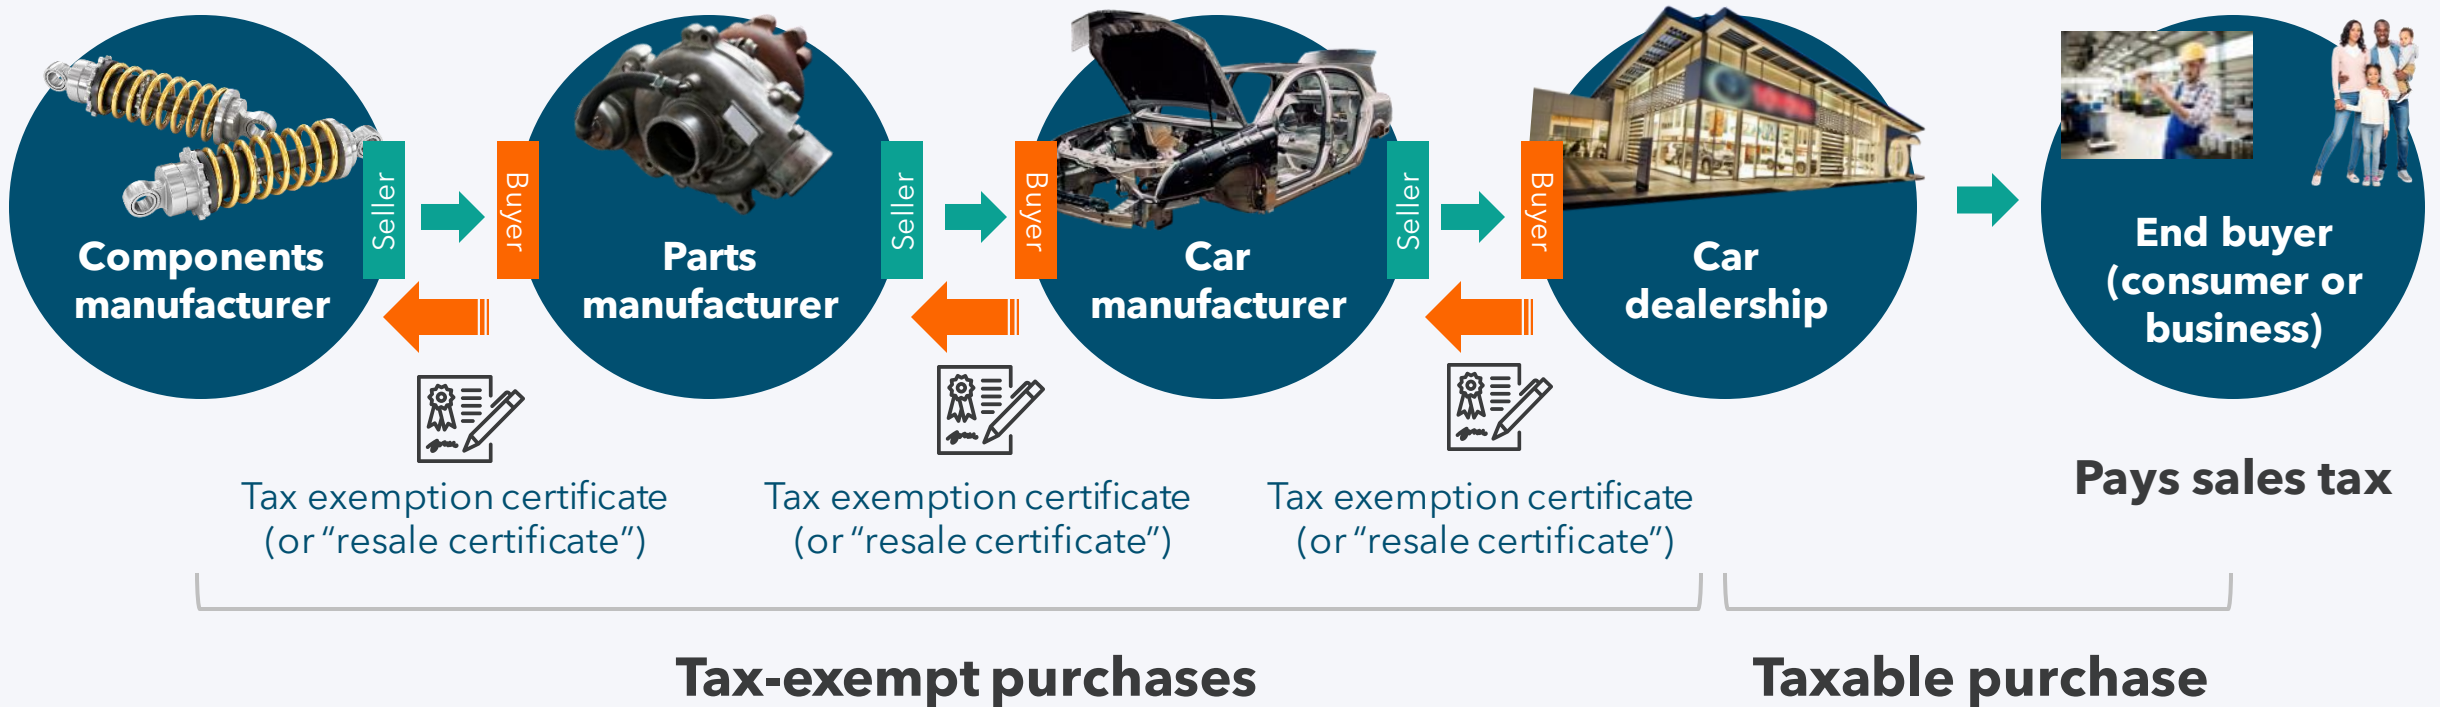 Seller
Buyer
Seller
Buyer
Seller
Buyer
Components
manufacturer
Parts
manufacturer
Car
manufacturer
Car
dealership
End buyer
(consumer or
business)
Tax exemption certificate
(or “resale certificate”)
Tax exemption certificate
(or “resale certificate”)
Tax exemption certificate
(or “resale certificate”)
Pays sales tax
Tax-exempt purchases
Taxable purchase